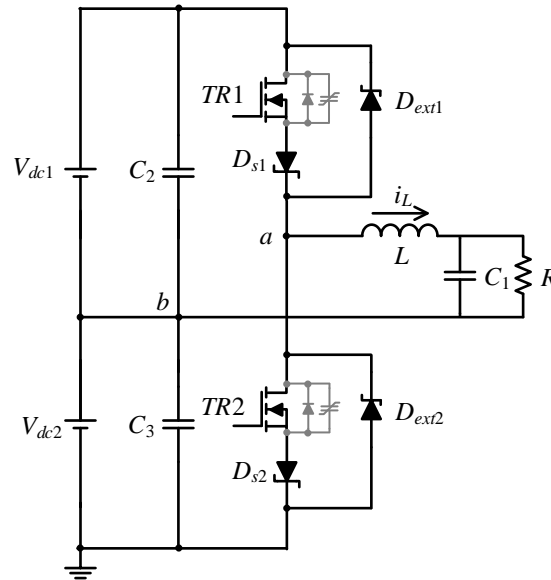 TR1
D_ext1
V_dc1
C_2
D_s1
i_L
a
L
C_1
R
b
TR2
D_ext2
V_dc2
C_3
D_s2